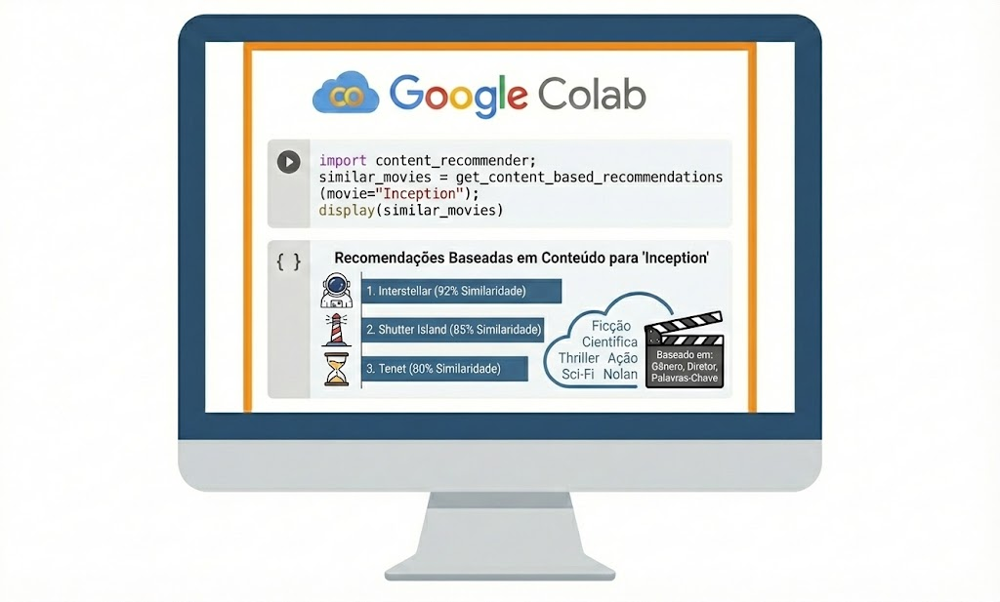 CO Google Colab
import content_recommender;
similar_movies = get_content_based_recommendations
(movie="Inception");
display(similar_movies)
{ }
Recomendações Baseadas em Conteúdo para 'Inception'
1. Interstellar (92% Similaridade)
2. Shutter Island (85% Similaridade)
3. Tenet (80% Similaridade)
Ficção
Científica
Thriller Ação
Sci-Fi Nolan
Baseado em:
Gênero, Diretor,
Palavras-Chave